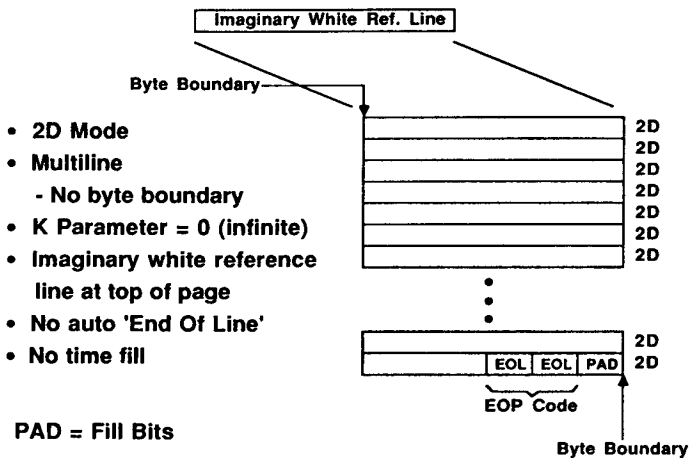 Imaginary White Ref. Line
Byte Boundary
• 2D Mode
• Multiline
- No byte boundary
• K Parameter = 0 (infinite)
• Imaginary white reference
line at top of page
• No auto 'End Of Line'
• No time fill
PAD = Fill Bits
2D
2D
2D
2D
2D
2D
2D
2D
EOL EOL PAD 2D
EOP Code
Byte Boundary